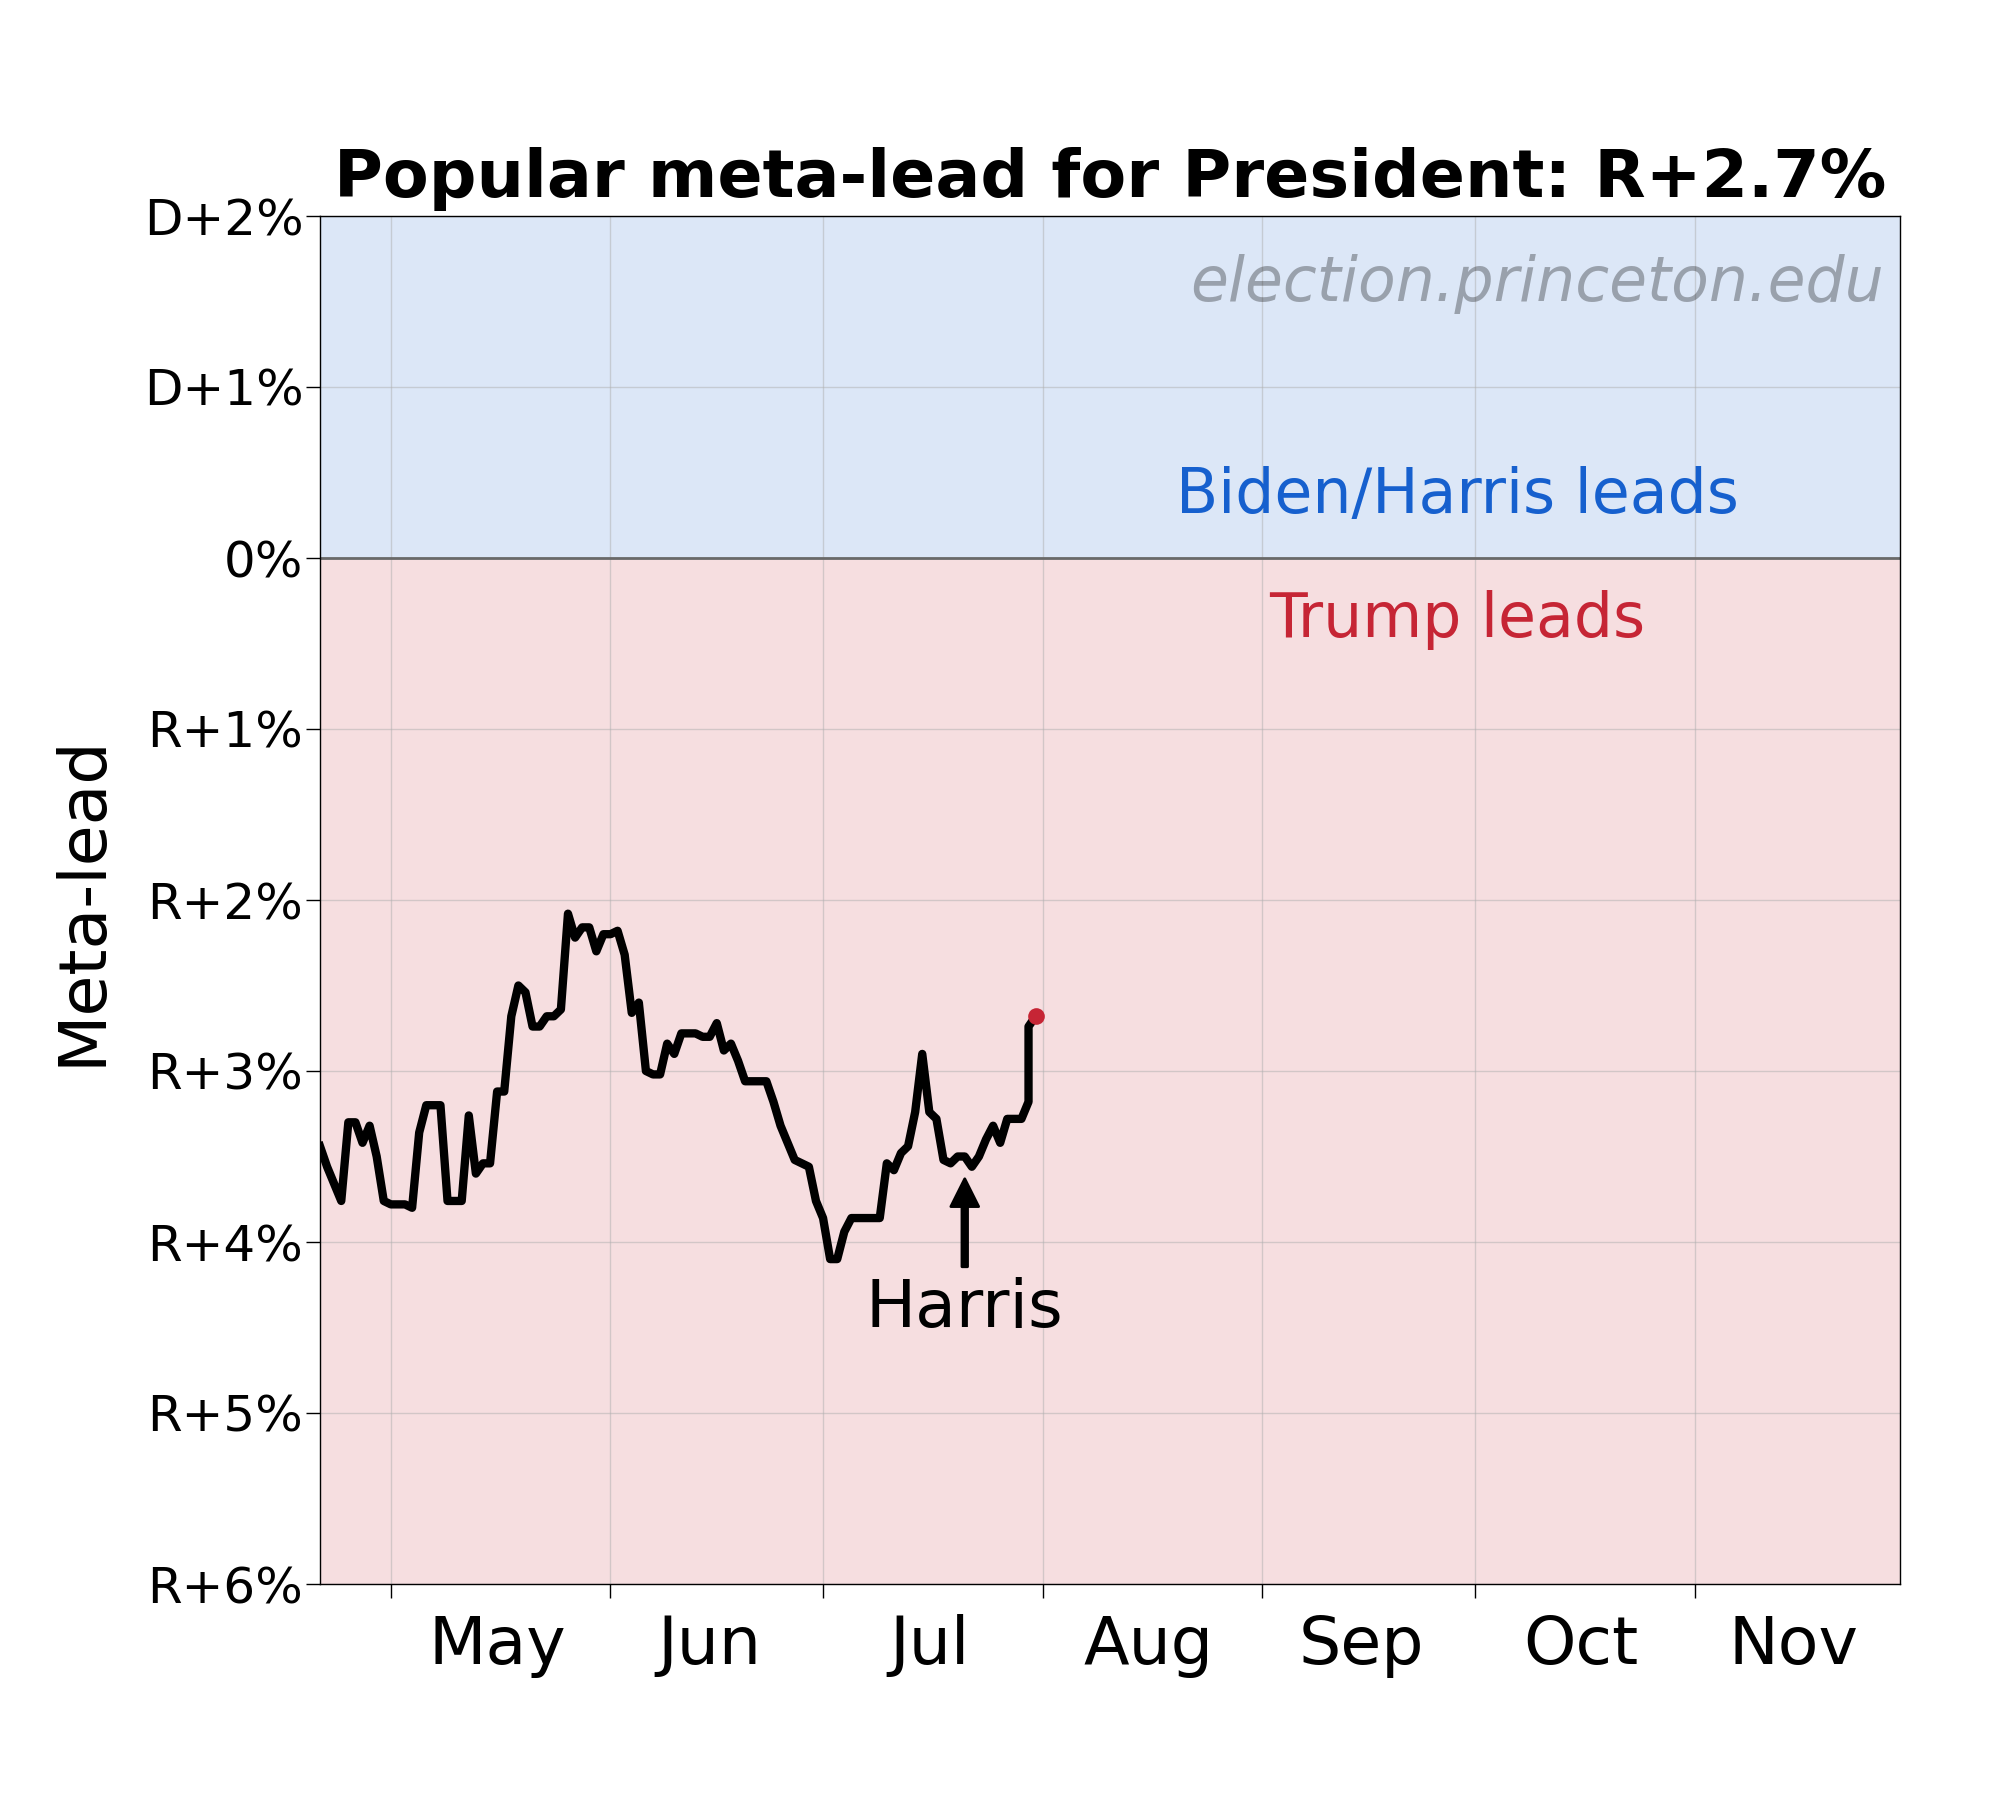 Popular meta-lead for President: R+2.7%
D+2%
election.princeton.edu
D+1%
Biden/Harris leads
0%
Trump leads
R+1%
Meta-lead
R+2%
R+3%
R+4%
Harris
R+5%
R+6%
May Jun Jul Aug Sep Oct Nov